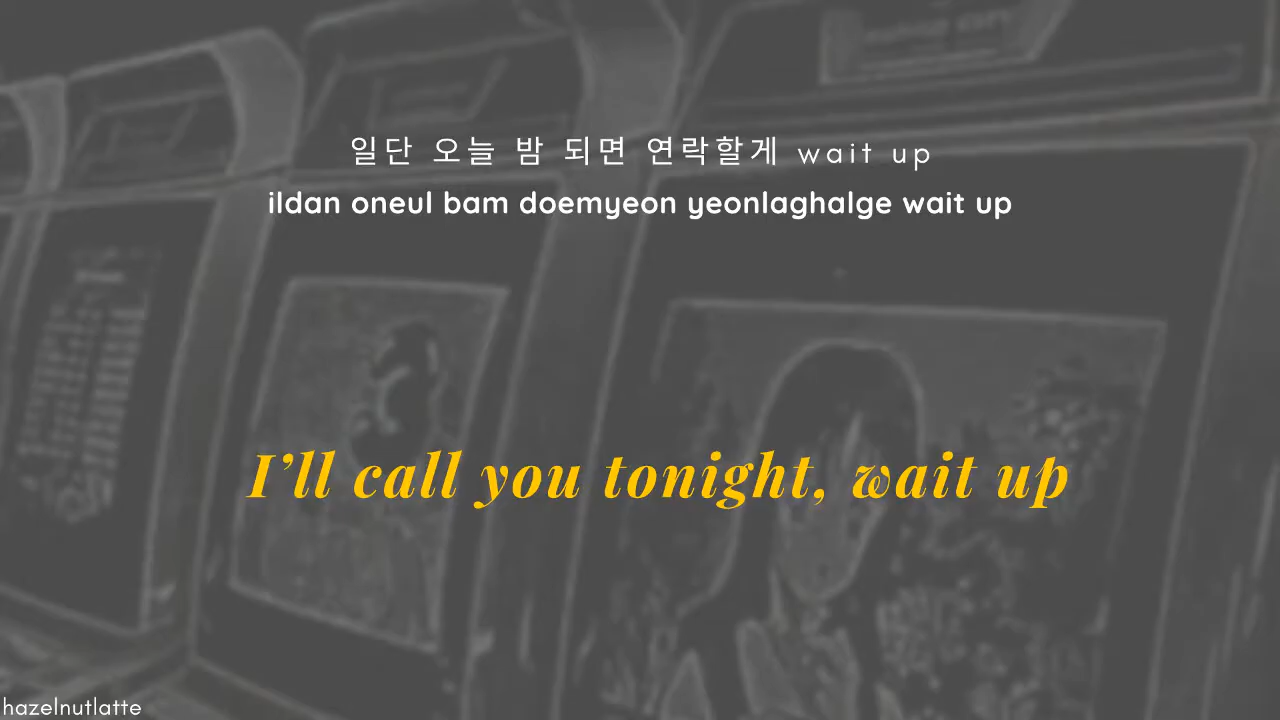 일단 오늘 밤 되면 연락할게 wait up
ildan oneul bam doemyeon yeonlaghalge wait up
I’ll call you tonight, wait up
hazelnutlatte